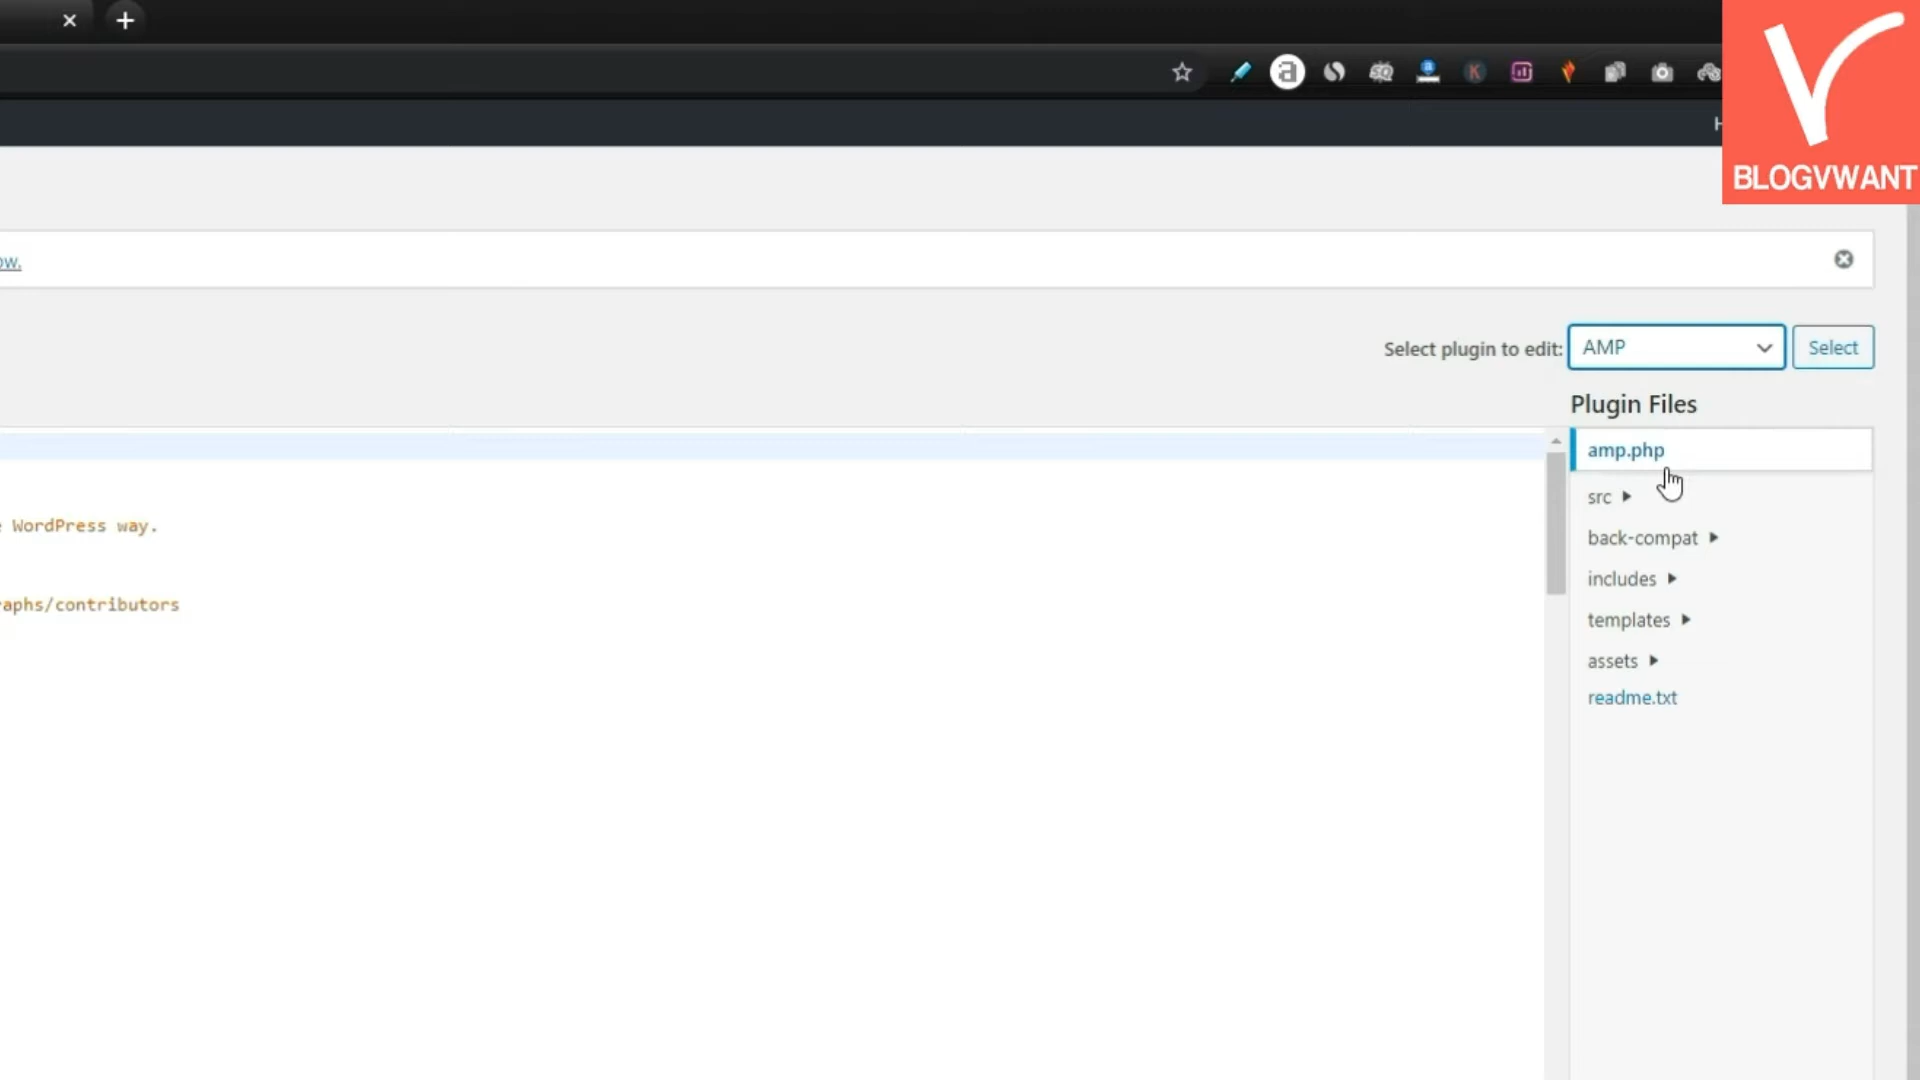 BLOGVWANT
ow.
Select plugin to edit: AMP Select
Plugin Files
amp.php
src
back-compat
includes
templates
assets
readme.txt
WordPress way.
aphs/contributors